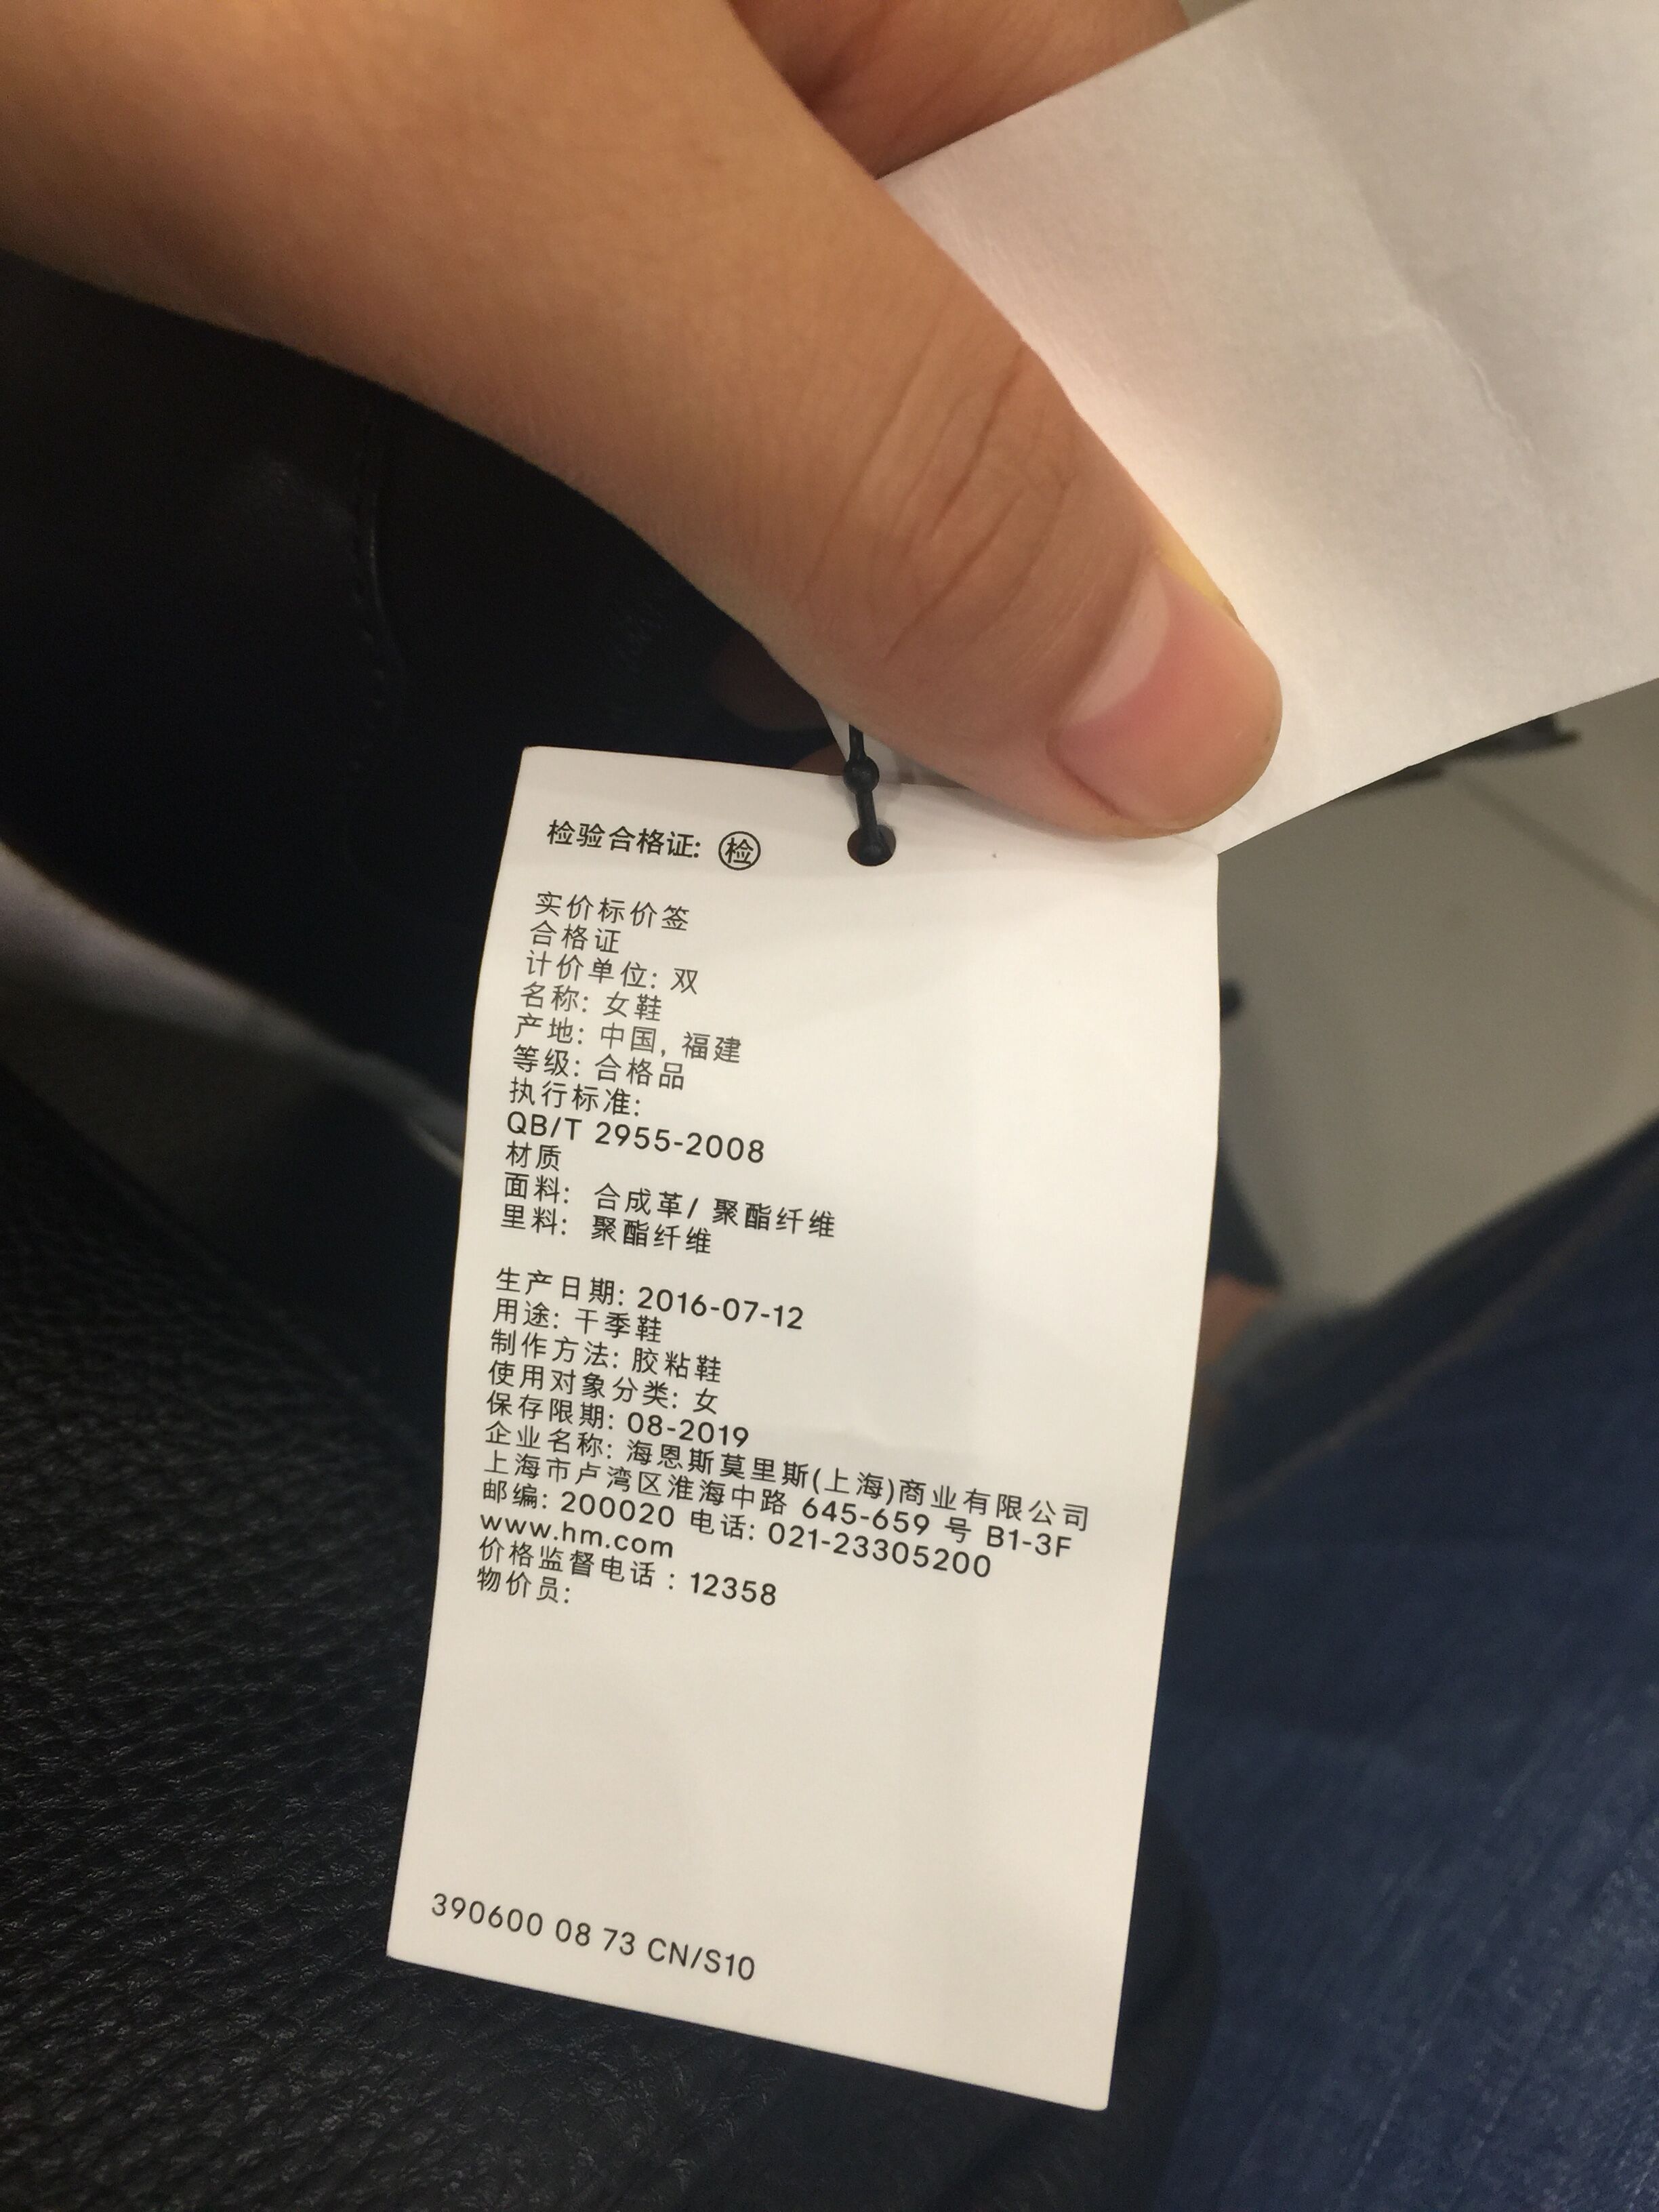 检验合格证: 检
实价标价签
合格证
计价单位: 双
名称: 女鞋
产地: 中国, 福建
等级: 合格品
执行标准:
QB/T 2955-2008
材质
面料: 合成革/ 聚酯纤维
里料: 聚酯纤维
生产日期: 2016-07-12
用途: 干季鞋
制作方法: 胶粘鞋
使用对象分类: 女
保存限期: 08-2019
企业名称: 海恩斯莫里斯(上海)商业有限公司
上海市卢湾区淮海中路 645-659 号 B1-3F
邮编: 200020 电话: 021-23305200
www.hm.com
价格监督电话 : 12358
物价员:
390600 08 73 CN/S10